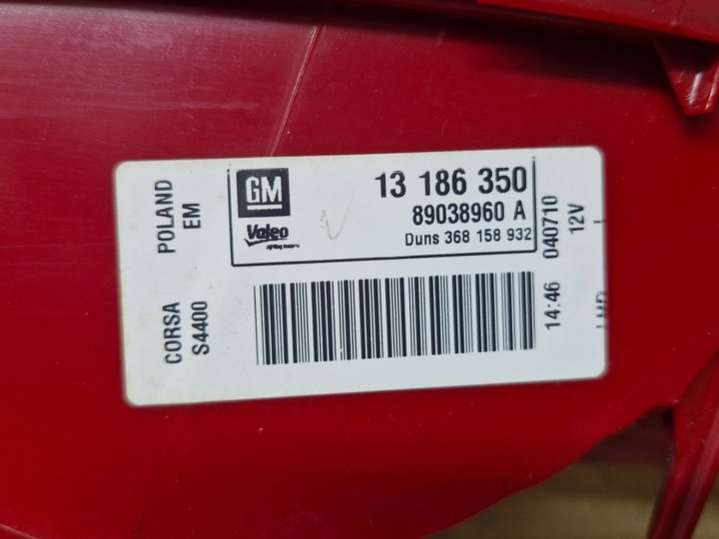 GM
Valeo
13 186 350
89038960 A
Duns 368 158 932
POLAND
EM
CORSA
S4400
14:46 040710
12V